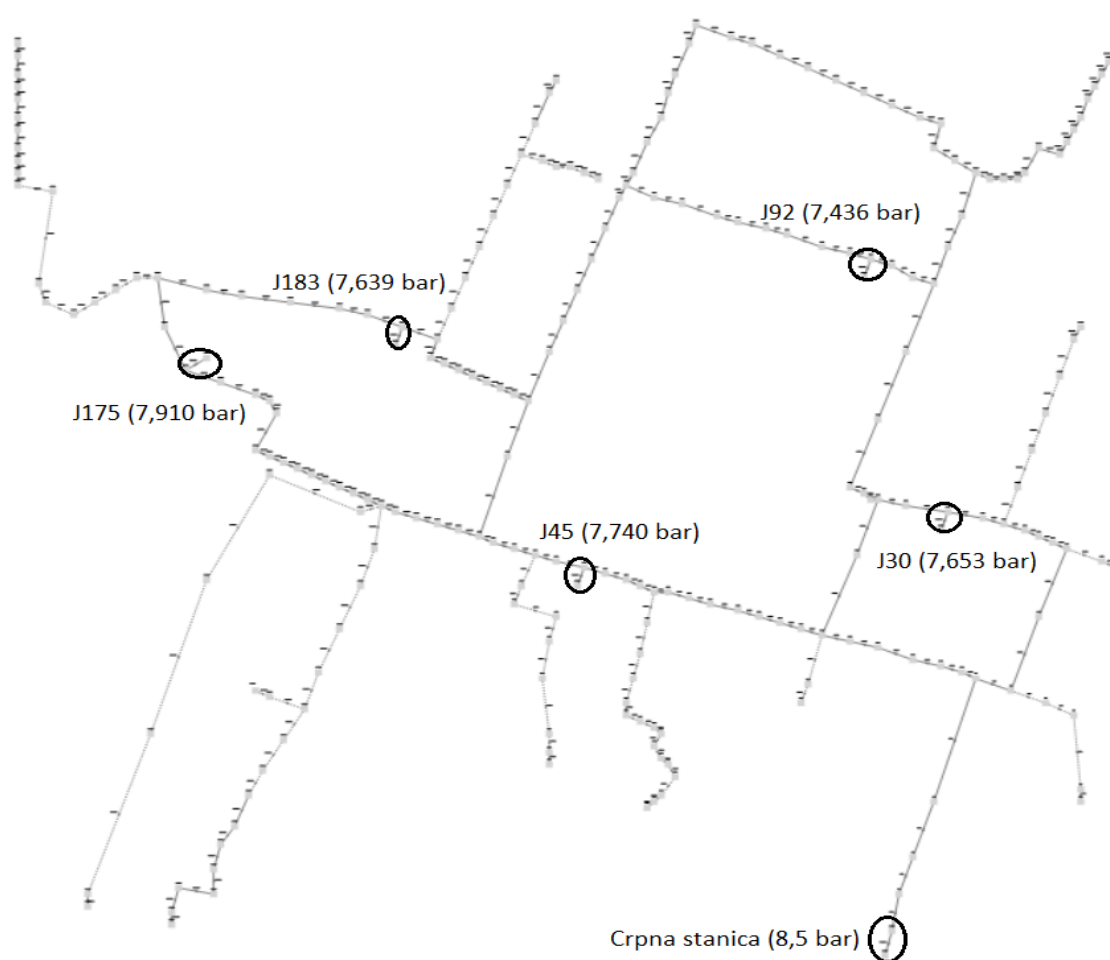 J92 (7,436 bar)
J183 (7,639 bar)
J175 (7,910 bar)
J45 (7,740 bar)
J30 (7,653 bar)
Crpna stanica (8,5 bar)